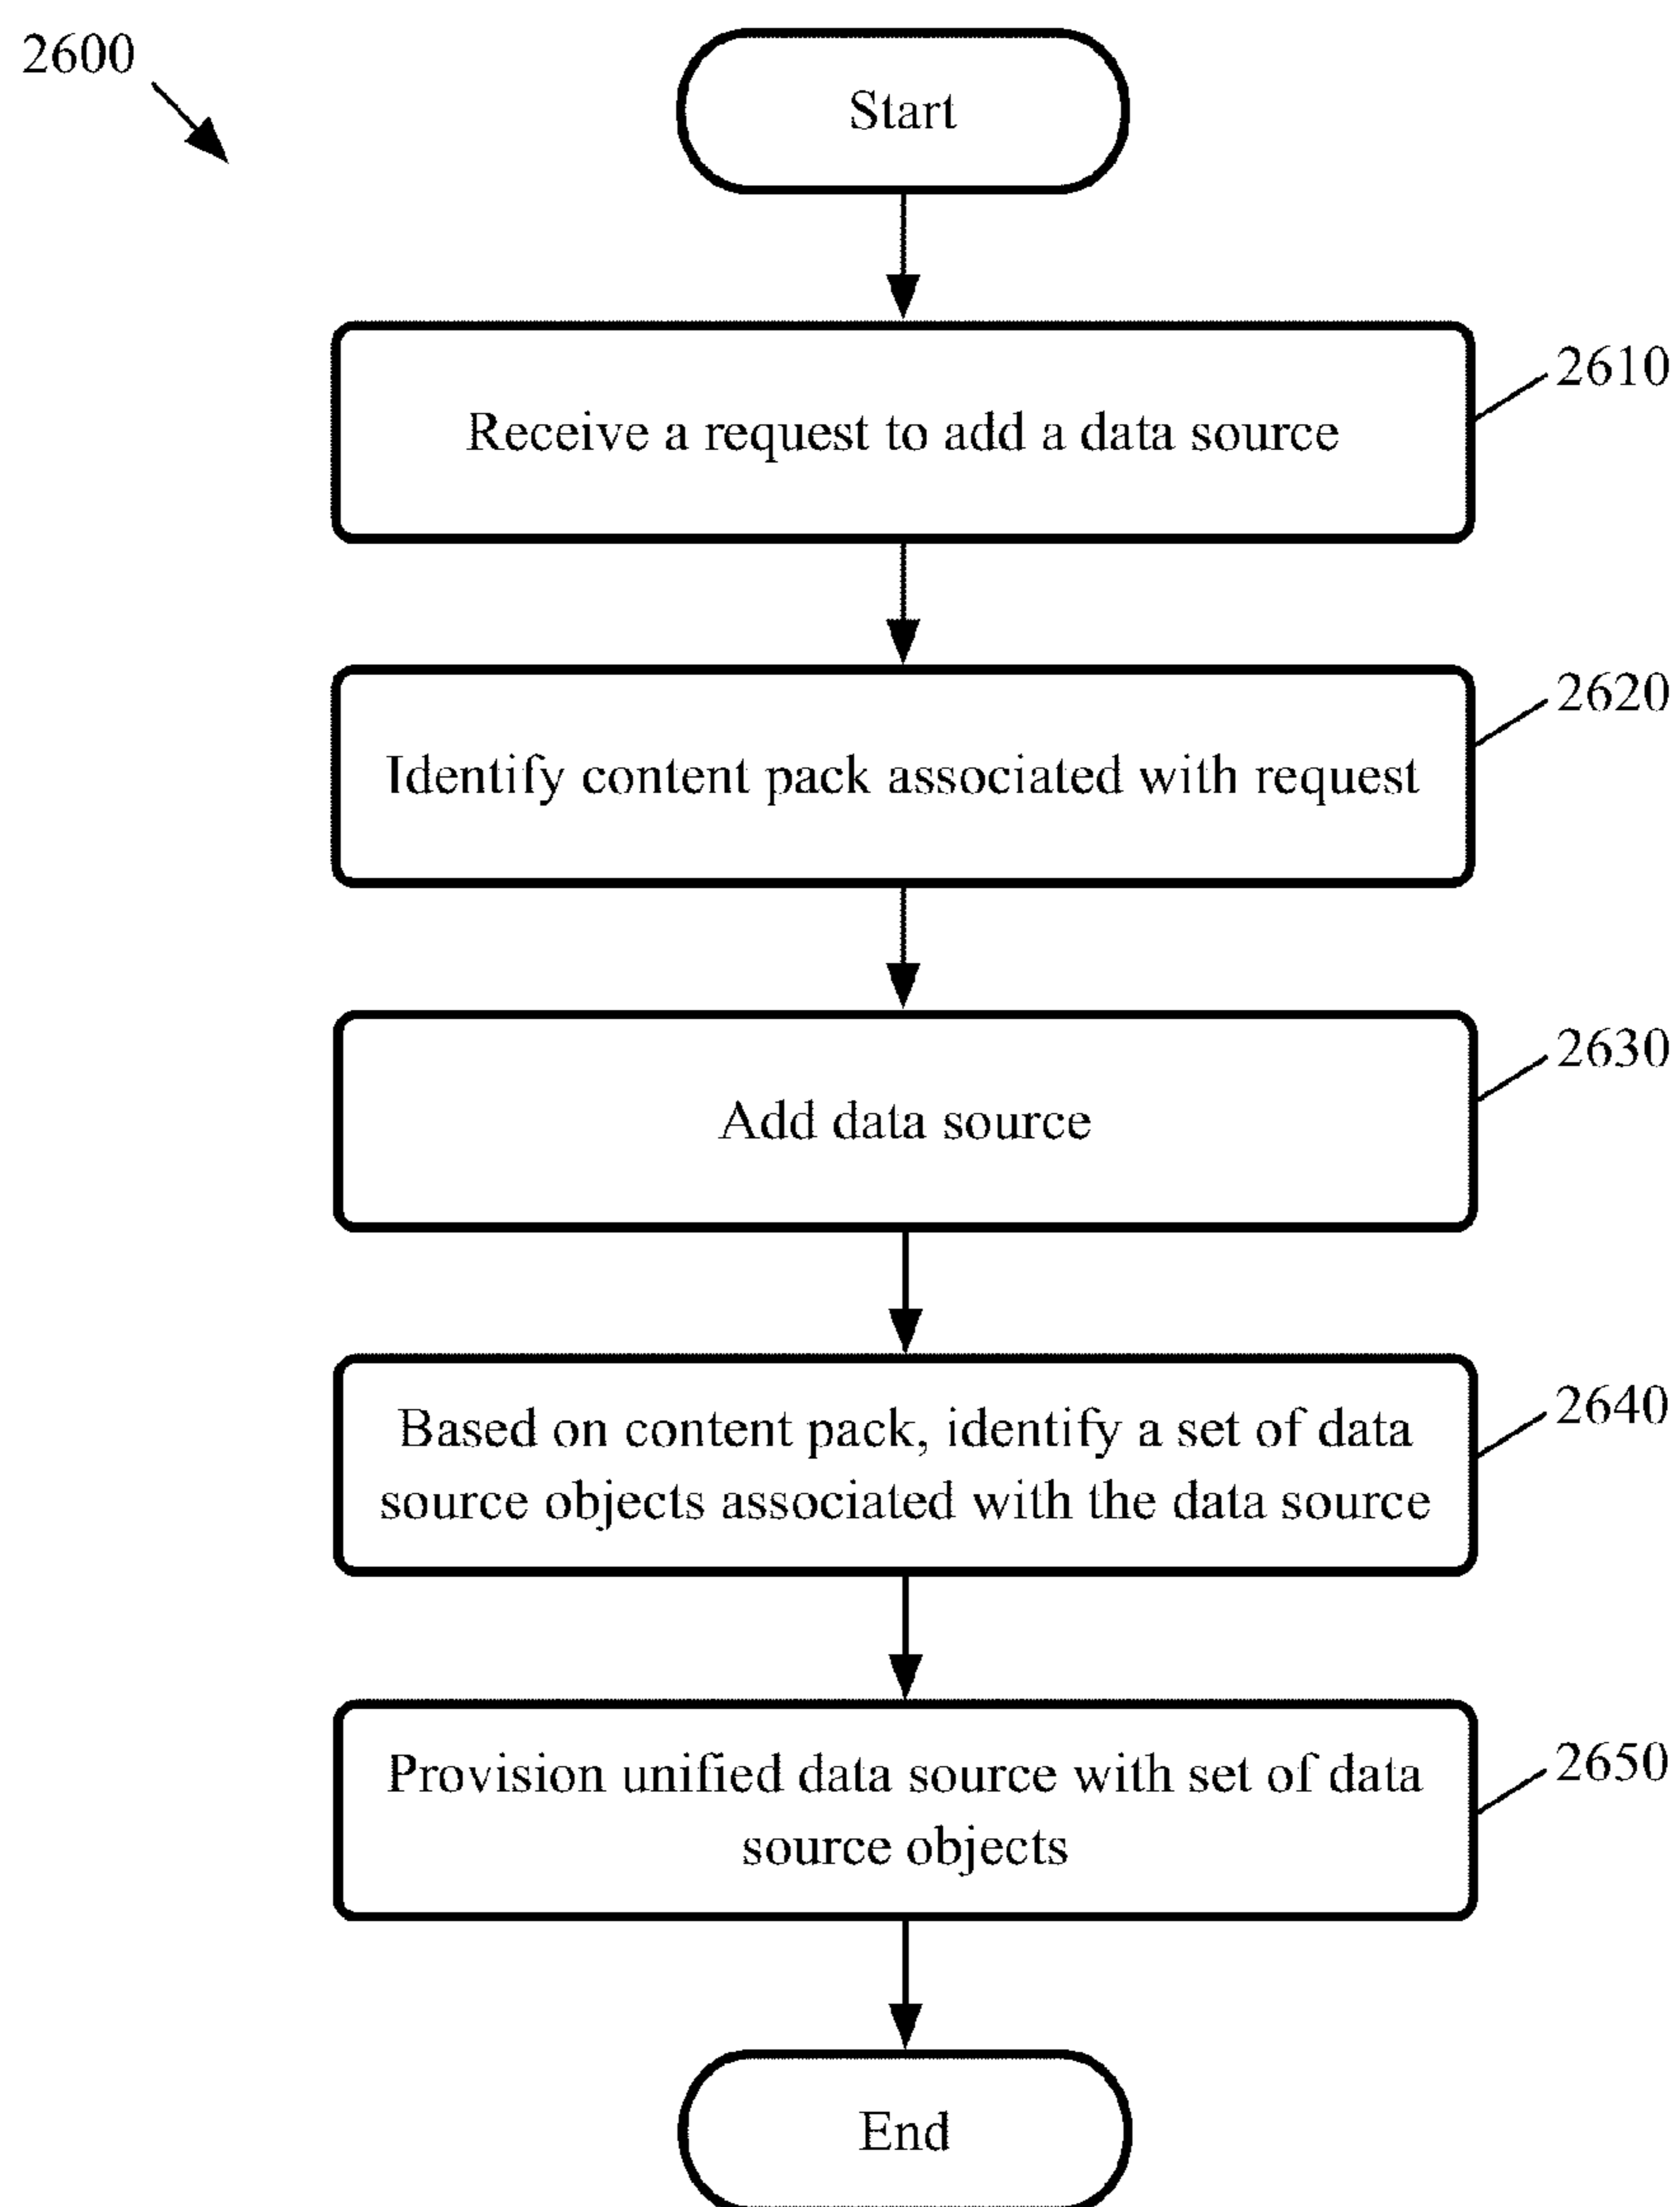 2600
Start
Receive a request to add a data source
2610
Identify content pack associated with request
2620
Add data source
2630
Based on content pack, identify a set of data
source objects associated with the data source
2640
Provision unified data source with set of data
source objects
2650
End